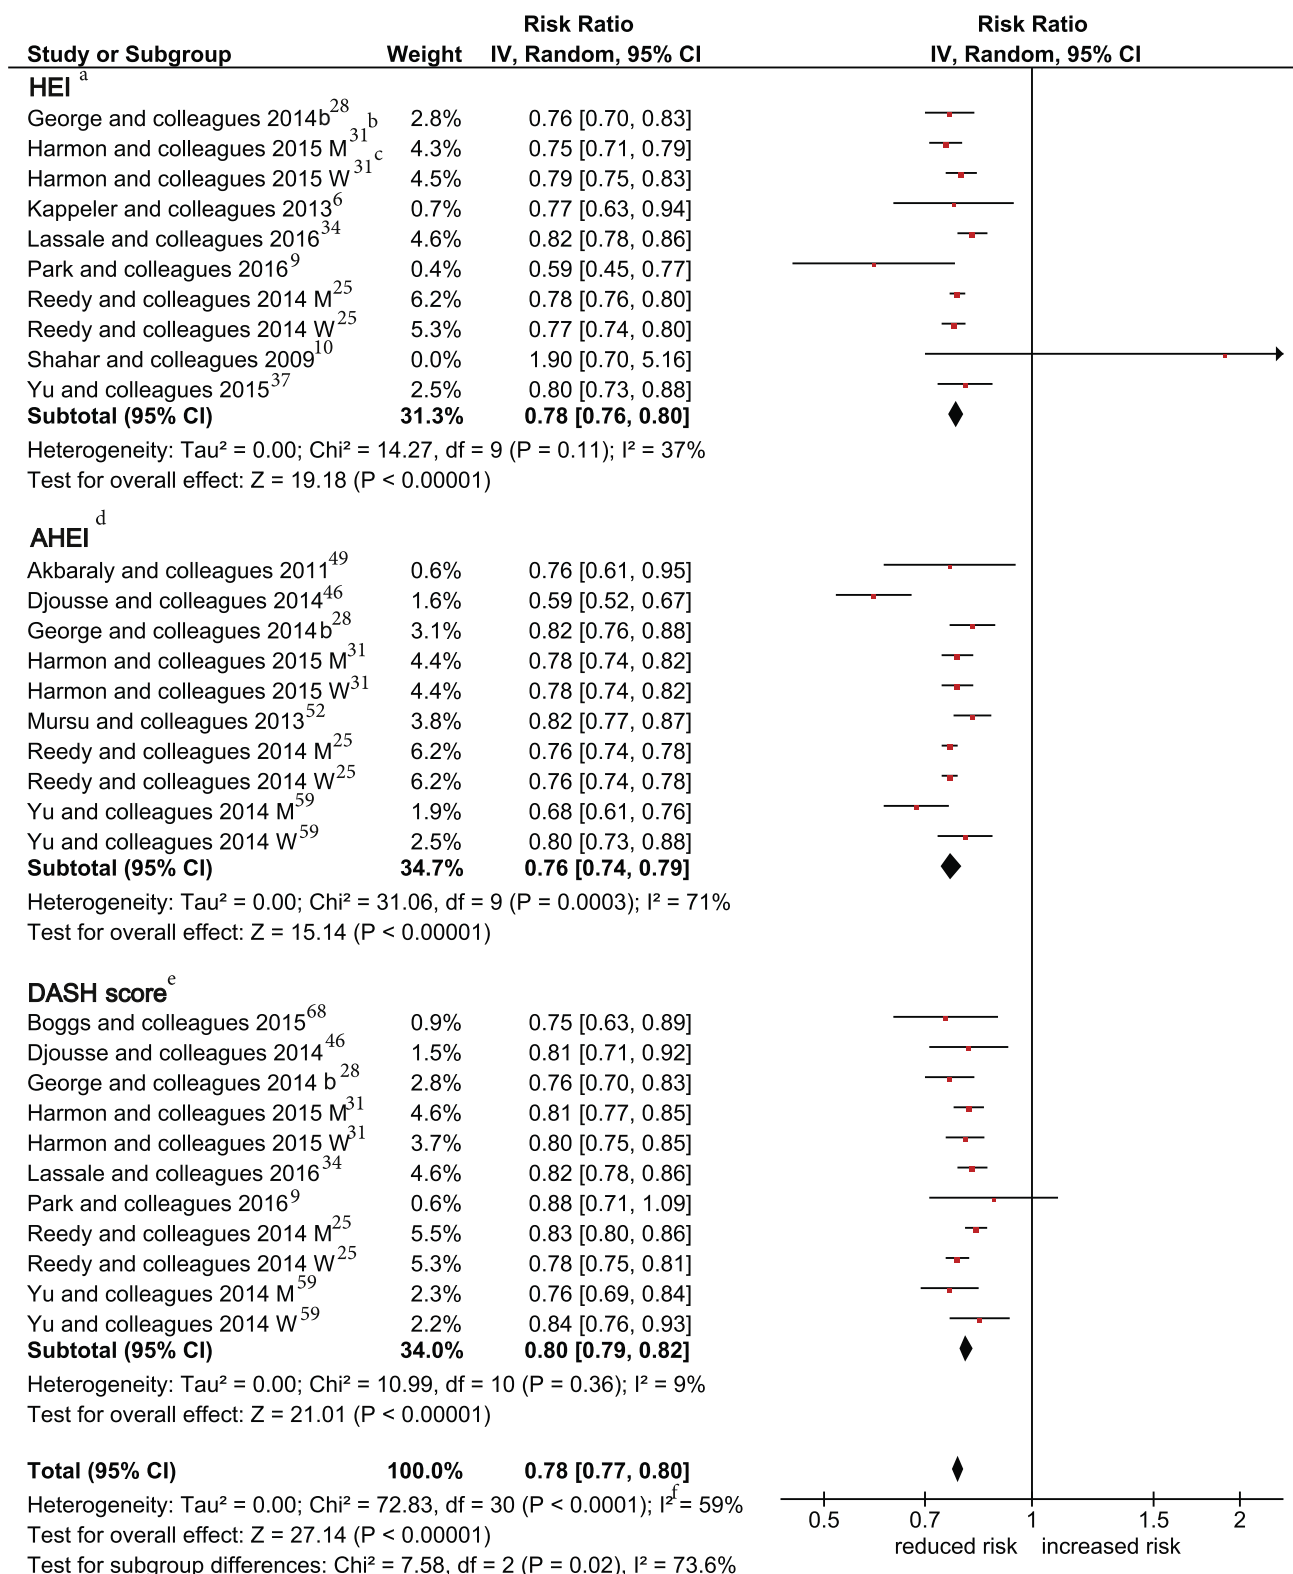 Risk Ratio Risk Ratio
Study or Subgroup Weight IV, Random, 95% CI IV, Random, 95% CI
HEI a
George and colleagues 2014b28 2.8% 0.76 [0.70, 0.83]
Harmon and colleagues 2015 M31 b 4.3% 0.75 [0.71, 0.79]
Harmon and colleagues 2015 W31 c 4.5% 0.79 [0.75, 0.83]
Kappeler and colleagues 20136 0.7% 0.77 [0.63, 0.94]
Lassale and colleagues 201634 4.6% 0.82 [0.78, 0.86]
Park and colleagues 20169 0.4% 0.59 [0.45, 0.77]
Reedy and colleagues 2014 M25 6.2% 0.78 [0.76, 0.80]
Reedy and colleagues 2014 W25 5.3% 0.77 [0.74, 0.80]
Shahar and colleagues 200910 0.0% 1.90 [0.70, 5.16]
Yu and colleagues 201537 2.5% 0.80 [0.73, 0.88]
Subtotal (95% CI) 31.3% 0.78 [0.76, 0.80]
Heterogeneity: Tau² = 0.00; Chi² = 14.27, df = 9 (P = 0.11); I² = 37%
Test for overall effect: Z = 19.18 (P < 0.00001)
AHEI d
Akbaraly and colleagues 201149 0.6% 0.76 [0.61, 0.95]
Djousse and colleagues 201446 1.6% 0.59 [0.52, 0.67]
George and colleagues 2014b28 3.1% 0.82 [0.76, 0.88]
Harmon and colleagues 2015 M31 4.4% 0.78 [0.74, 0.82]
Harmon and colleagues 2015 W31 4.4% 0.78 [0.74, 0.82]
Mursu and colleagues 201352 3.8% 0.82 [0.77, 0.87]
Reedy and colleagues 2014 M25 6.2% 0.76 [0.74, 0.78]
Reedy and colleagues 2014 W25 6.2% 0.76 [0.74, 0.78]
Yu and colleagues 2014 M59 1.9% 0.68 [0.61, 0.76]
Yu and colleagues 2014 W59 2.5% 0.80 [0.73, 0.88]
Subtotal (95% CI) 34.7% 0.76 [0.74, 0.79]
Heterogeneity: Tau² = 0.00; Chi² = 31.06, df = 9 (P = 0.0003); I² = 71%
Test for overall effect: Z = 15.14 (P < 0.00001)
DASH score e
Boggs and colleagues 201568 0.9% 0.75 [0.63, 0.89]
Djousse and colleagues 201446 1.5% 0.81 [0.71, 0.92]
George and colleagues 2014 b28 2.8% 0.76 [0.70, 0.83]
Harmon and colleagues 2015 M31 4.6% 0.81 [0.77, 0.85]
Harmon and colleagues 2015 W31 3.7% 0.80 [0.75, 0.85]
Lassale and colleagues 201634 4.6% 0.82 [0.78, 0.86]
Park and colleagues 20169 0.6% 0.88 [0.71, 1.09]
Reedy and colleagues 2014 M25 5.5% 0.83 [0.80, 0.86]
Reedy and colleagues 2014 W25 5.3% 0.78 [0.75, 0.81]
Yu and colleagues 2014 M59 2.3% 0.76 [0.69, 0.84]
Yu and colleagues 2014 W59 2.2% 0.84 [0.76, 0.93]
Subtotal (95% CI) 34.0% 0.80 [0.79, 0.82]
Heterogeneity: Tau² = 0.00; Chi² = 10.99, df = 10 (P = 0.36); I² = 9%
Test for overall effect: Z = 21.01 (P < 0.00001)
Total (95% CI) 100.0% 0.78 [0.77, 0.80]
Heterogeneity: Tau² = 0.00; Chi² = 72.83, df = 30 (P < 0.0001); I² f = 59%
Test for overall effect: Z = 27.14 (P < 0.00001)
Test for subgroup differences: Chi² = 7.58, df = 2 (P = 0.02), I² = 73.6%
0.5 0.7 1 1.5 2
reduced risk increased risk